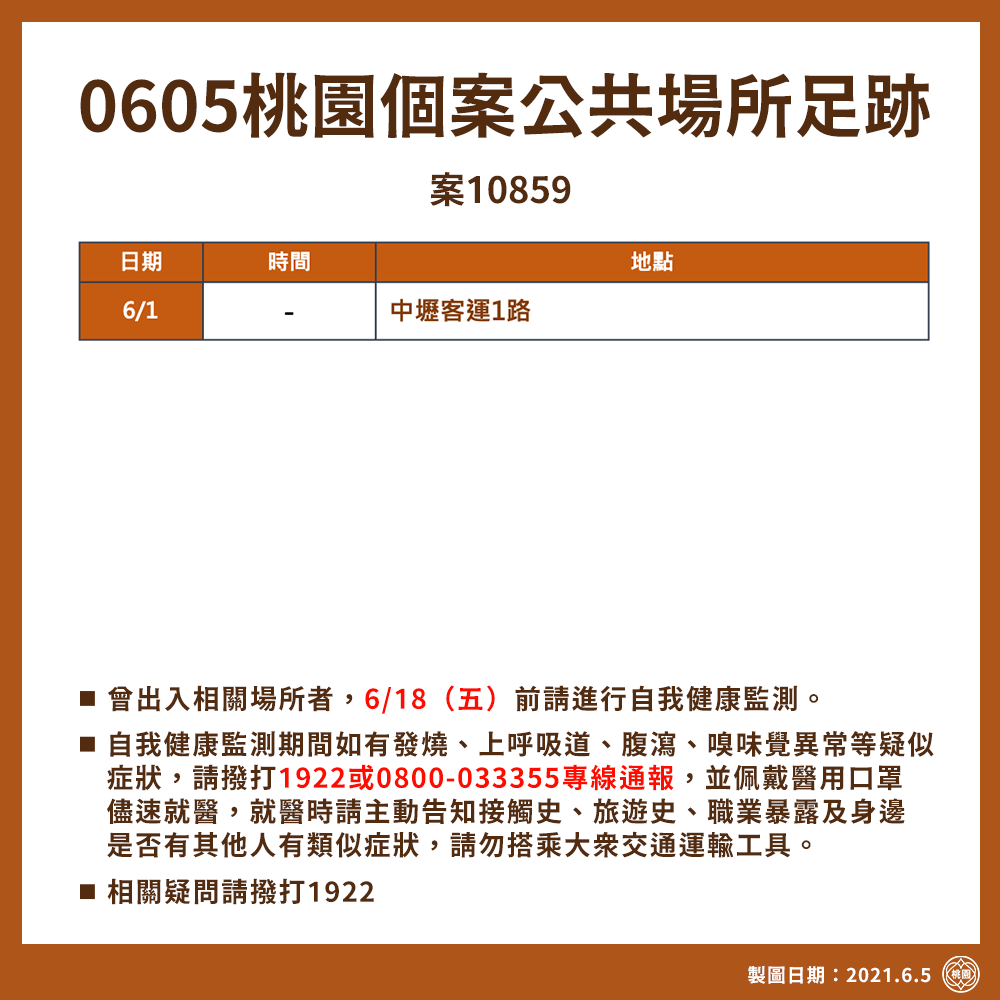 0605桃園個案公共場所足跡
案10859
日期 時間 地點
6/1 - 中壢客運1路
■ 曾出入相關場所者，6/18（五）前請進行自我健康監測。
■ 自我健康監測期間如有發燒、上呼吸道、腹瀉、嗅味覺異常等疑似
症狀，請撥打1922或0800-033355專線通報，並佩戴醫用口罩
儘速就醫，就醫時請主動告知接觸史、旅遊史、職業暴露及身邊
是否有其他人有類似症狀，請勿搭乘大眾交通運輸工具。
■ 相關疑問請撥打1922
製圖日期：2021.6.5 桃園